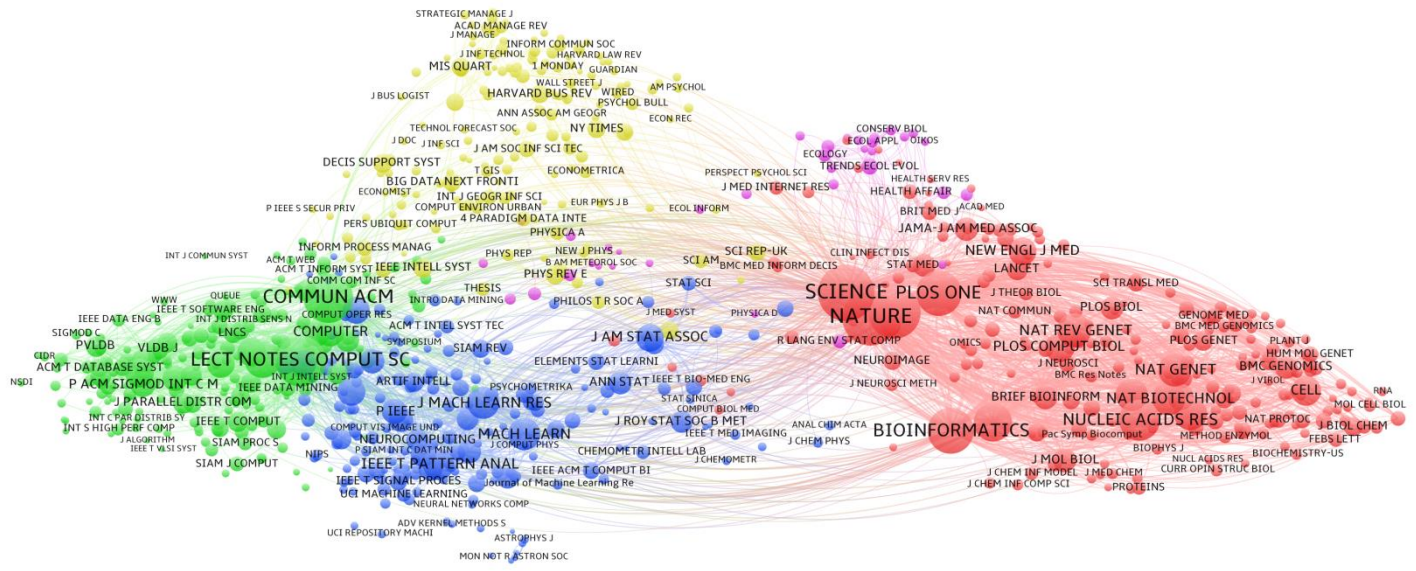 STRATEGIC MANAGE J
ACAD MANAGE REV
J MANAGE
INFORM COMMUN SOC
J INF TECHNOL
HARVARD LAW REV
MIS QUART
1 MONDAY
GUARDIAN
WALL STREET J
WIRED
AM PSYCHOL
J BUS LOGIST
HARVARD BUS REV
PSYCHOL BULL
ANN ASSOC AM GEOGR
ECON REC
TECHNOL FORECAST SOC
NY TIMES
J DOC
J INF SCI
J AM SOC INF SCI TEC
DECIS SUPPORT SYST
T GIS
ECONOMETRICA
BIG DATA NEXT FRONTI
ECONOMIST
INT J GEOGR INF SCI
COMPUT ENVIRON URBAN
EUR PHYS J B
ECOL INFORM
P IEEE S SECUR PRIV
4 PARADIGM DATA INTE
PERS UBIQUIT COMPUT
PHYSICA A
CONSERV BIOL
ECOL APPL
OIKOS
ECOLOGY
TRENDS ECOL EVOL
PERSPECT PSYCHOL SCI
HEALTH SERV RES
J MED INTERNET RES
HEALTH AFFAIR
BRIT MED J
ACAD MED
JAMA-J AM MED ASSOC
INFORM PROCESS MANAG
INT J COMMUN SYST
ACM T WEB
PHYS REP
NEW J PHYS
SCI REP-UK
CLIN INFECT DIS
NEW ENGL J MED
ACM T INFORM SYST
IEEE INTELL SYST
B AM METEOROL SOC
SCI AM
BMC MED INFORM DECIS
STAT MED
LANCET
COMM COM INF SC
PHYS REV E
STAT SCI
SCI TRANSL MED
THESIS
SCIENCE
PLOS ONE
J THEOR BIOL
QUEUE
COMMUN ACM
INTRO DATA MINING
PHILOS T R SOC A
NAT COMMUN
PLOS BIOL
WWW
IEEE T SOFTWARE ENG
COMPUT OPER RES
J MED SYST
PHYSICA D
NATURE
GENOME MED
IEEE DATA ENG B
INT J DISTRIB SENS N
ACM T INTEL SYST TEC
NAT REV GENET
BMC MED GENOMICS
SIGMOD C
LNCS
COMPUTER
J AM STAT ASSOC
R LANG ENV STAT COMP
PLOS GENET
PLANT J
PVLDB
VLDB J
SYMPOSIUM
SIAM REV
OMICS
PLOS COMPUT BIOL
HUM MOL GENET
CIDR
LECT NOTES COMPUT SC
ELEMENTS STAT LEARNI
NEUROIMAGE
J NEUROSCI
BMC GENOMICS
ACM T DATABASE SYST
INT J INTELL SYST
NAT GENET
BMC Res Notes
J VIROL
NSDI
P ACM SIGMOD INT C M
IEEE DATA MINING
ARTIF INTELL
PSYCHOMETRIKA
ANN STAT
IEEE T BIO-MED ENG
J NEUROSCI METH
CELL
RNA
J PARALLEL DISTR COM
J MACH LEARN RES
STAT SINICA
BRIEF BIOINFORM
NAT BIOTECHNOL
MOL CELL BIOL
INT C PAR DISTRIB SY
P IEEE
COMPUT BIOL MED
INT S HIGH PERF COMP
IEEE T COMPUT
J ROY STAT SOC B MET
ANAL CHIM ACTA
NUCLEIC ACIDS RES
NAT PROTOC
J BIOL CHEM
COMPUT VIS IMAGE UND
MACH LEARN
IEEE T MED IMAGING
BIOINFORMATICS
Pac Symp Biocomput
METHOD ENZYMOL
FEBS LETT
J ALGORITHM
NEUROCOMPUTING
J COMPUT PHYS
J CHEM PHYS
IEEE T VLSI SYST
SIAM PROC S
P SIAM INT C DAT MIN
CHEMOMETR INTELL LAB
BIOPHYS J
BIOCHEMISTRY-US
NIPS
SIAM J COMPUT
IEEE T PATTERN ANAL
J CHEMOMETR
J MOL BIOL
NUCL ACIDS RES
CURR OPIN STRUC BIOL
IEEE T SIGNAL PROCES
IEEE ACM T COMPUT BI
J CHEM INF MODEL
J MED CHEM
Journal of Machine Learning Re
J CHEM INF COMP SCI
PROTEINS
UCI MACHINE LEARNING
NEURAL NETWORKS COMP
ADV KERNEL METHODS S
UCI REPOSITORY MACHI
ASTROPHYS J
MON NOT R ASTRON SOC